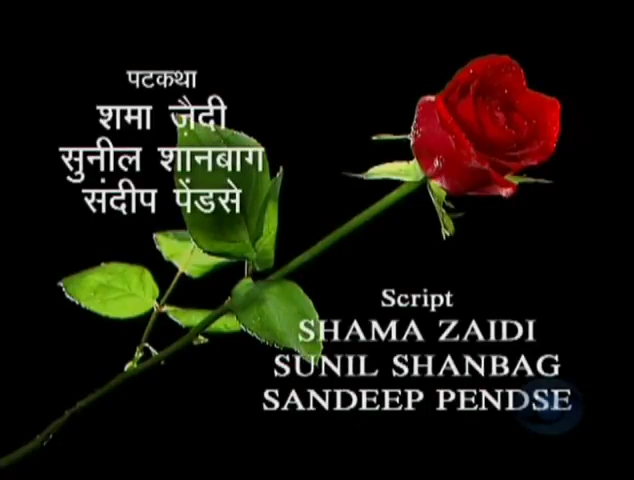 पटकथा
शमा ज़ैदी
सुनील शानबाग
संदीप पेंडसे
Script
SHAMA ZAIDI
SUNIL SHANBAG
SANDEEP PENDSE